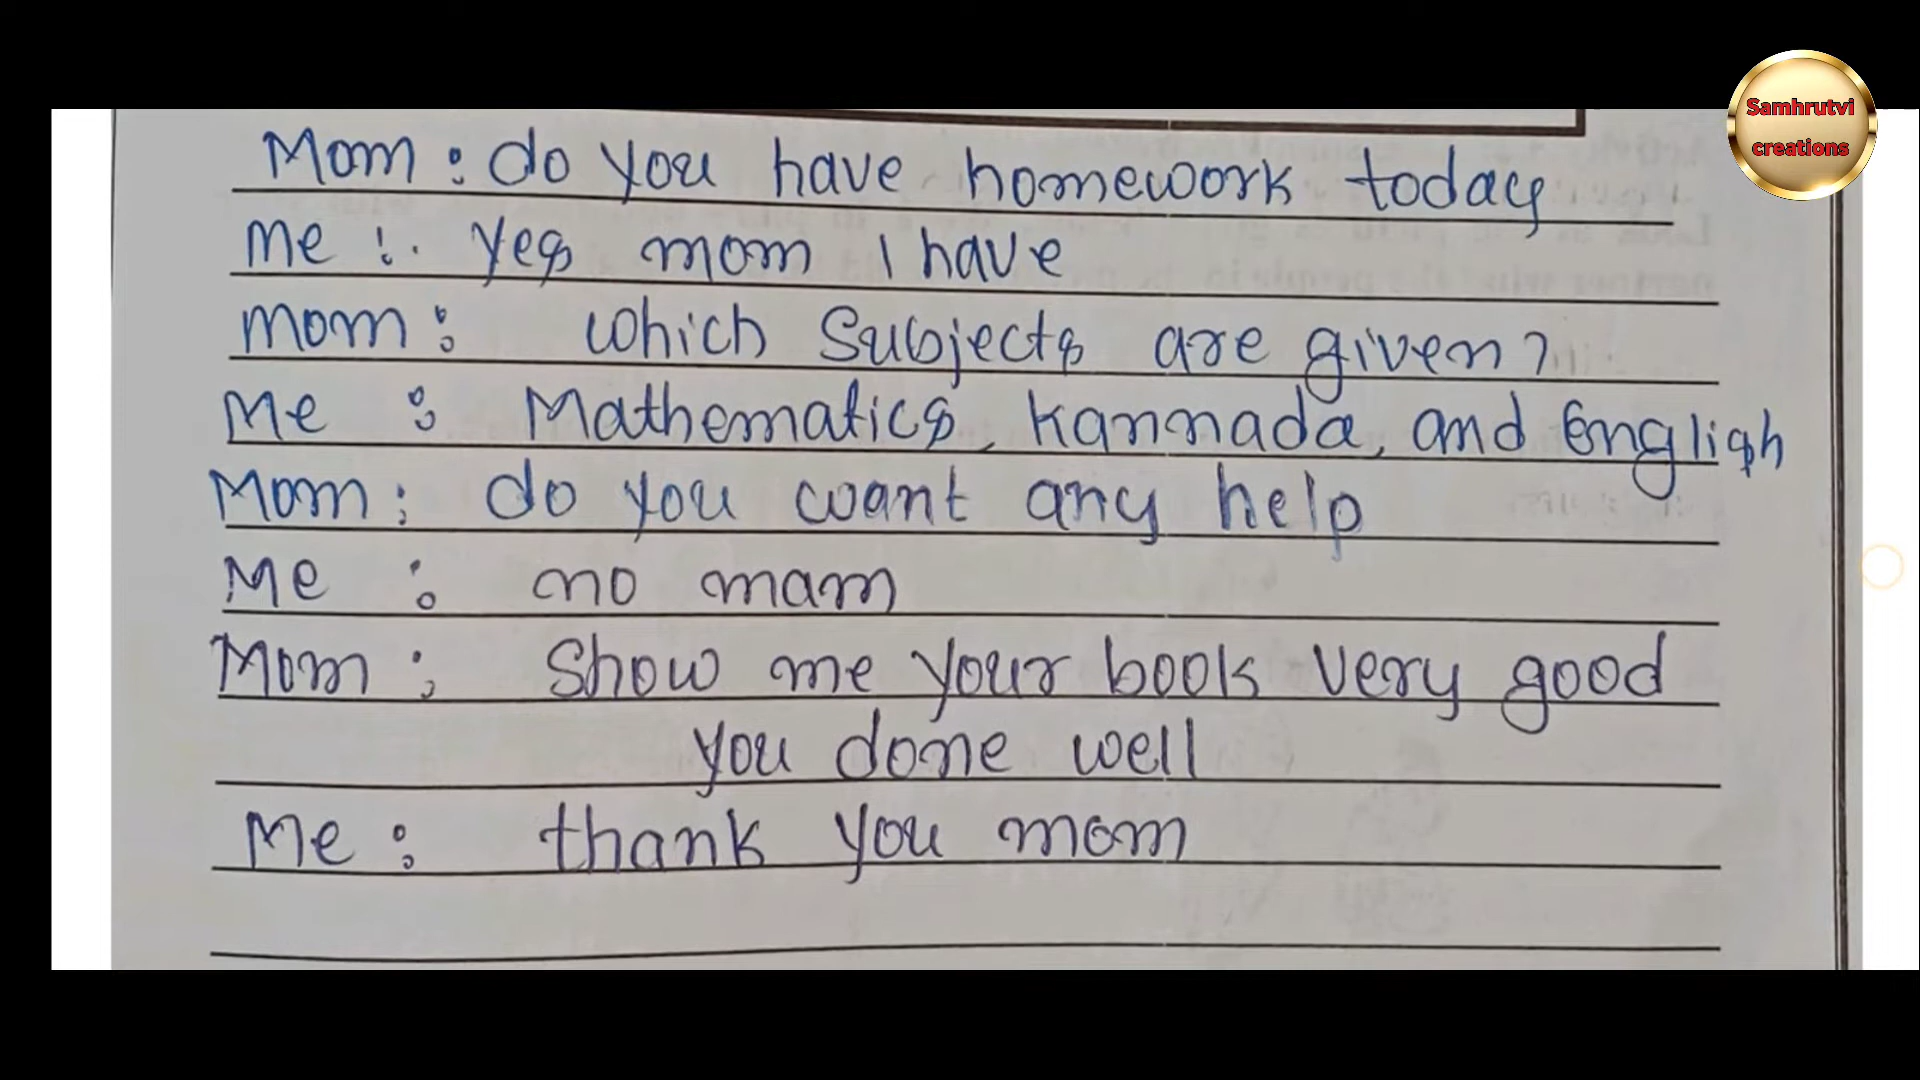 Samhrutvi
creations
Mom : do you have homework today
Me : . Yes mom I have
Mom : which Subjects are given ?
Me : Mathematics, Kannada, and English
Mom : do you want any help
Me : no mam
Mom : Show me your book very good
you done well
Me : thank you mom